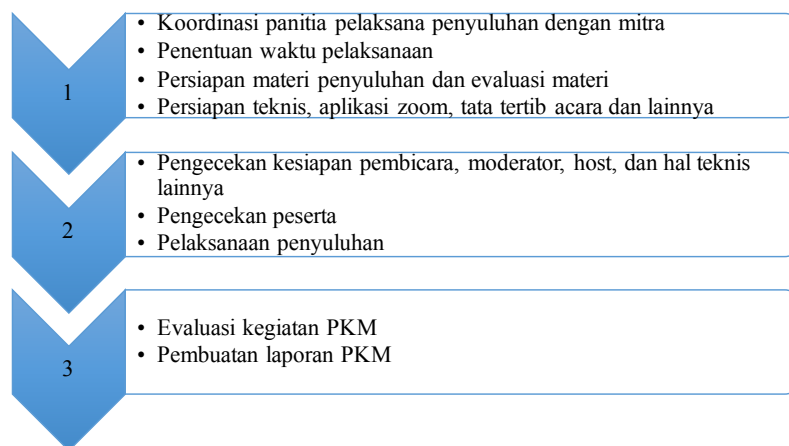 1
• Koordinasi panitia pelaksana penyuluhan dengan mitra
• Penentuan waktu pelaksanaan
• Persiapan materi penyuluhan dan evaluasi materi
• Persiapan teknis, aplikasi zoom, tata tertib acara dan lainnya
2
• Pengecekan kesiapan pembicara, moderator, host, dan hal teknis
lainnya
• Pengecekan peserta
• Pelaksanaan penyuluhan
3
• Evaluasi kegiatan PKM
• Pembuatan laporan PKM